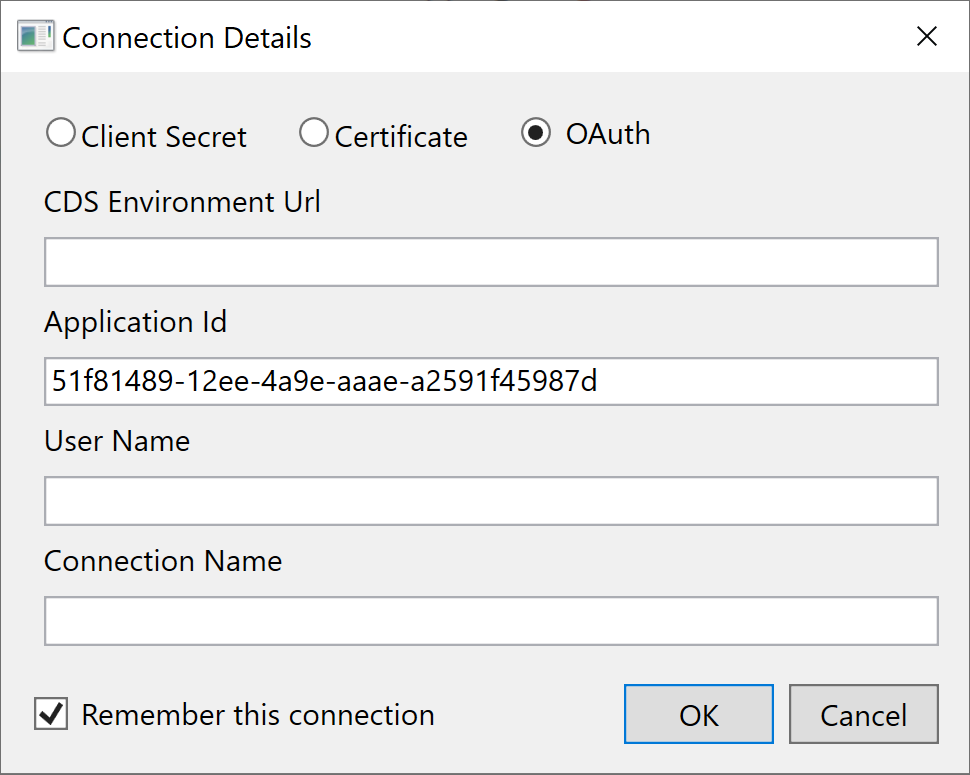 Connection Details
Client Secret Certificate OAuth
CDS Environment Url
Application Id
51f81489-12ee-4a9e-aaae-a2591f45987d
User Name
Connection Name
Remember this connection OK Cancel